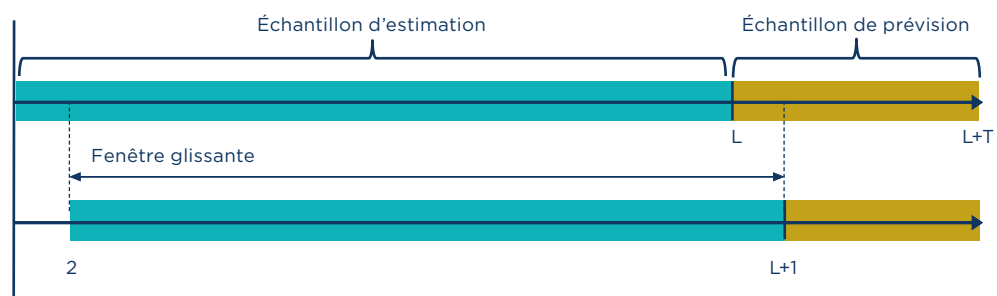 Échantillon d’estimation
Échantillon de prévision
L
L+T
Fenêtre glissante
2
L+1